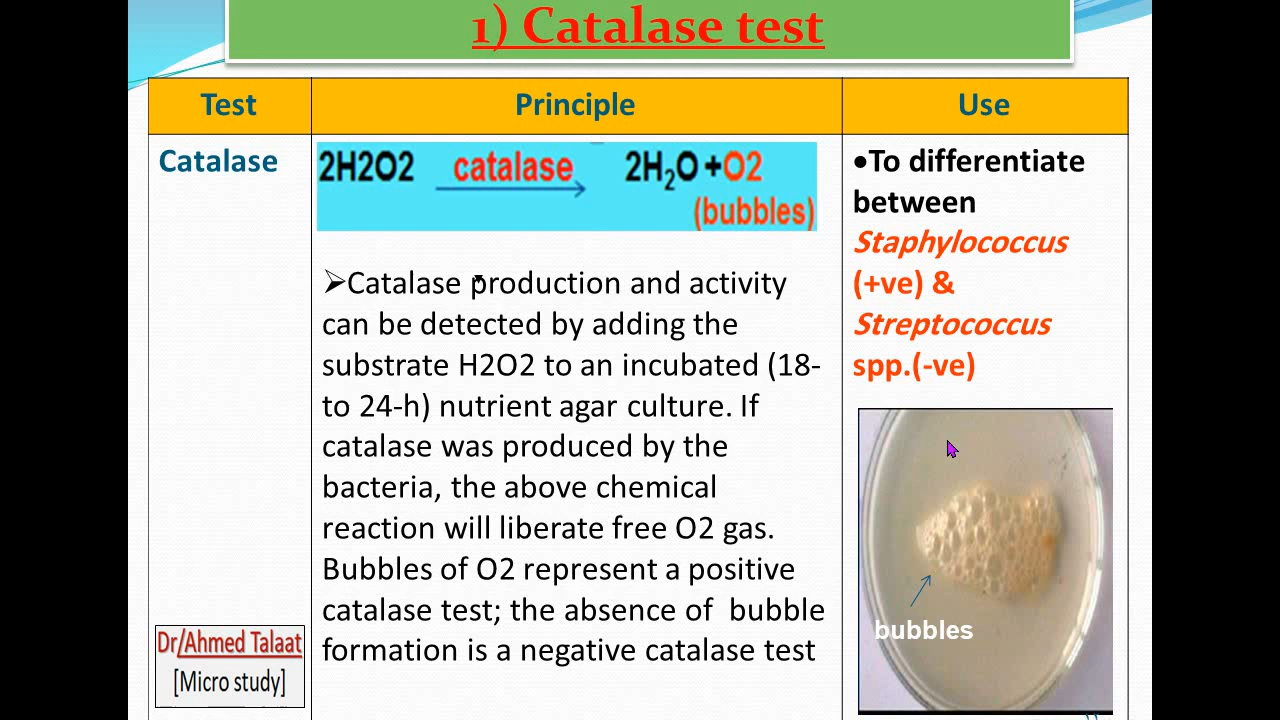 1) Catalase test
Test Principle Use
Catalase
2H2O2 catalase 2H₂O+O2
(bubbles)
➢Catalase production and activity
can be detected by adding the
substrate H2O2 to an incubated (18-
to 24-h) nutrient agar culture. If
catalase was produced by the
bacteria, the above chemical
reaction will liberate free O2 gas.
Bubbles of O2 represent a positive
catalase test; the absence of bubble
formation is a negative catalase test
•To differentiate
between
Staphylococcus
(+ve) &
Streptococcus
spp.(-ve)
bubbles
Dr/Ahmed Talaat
[Micro study]